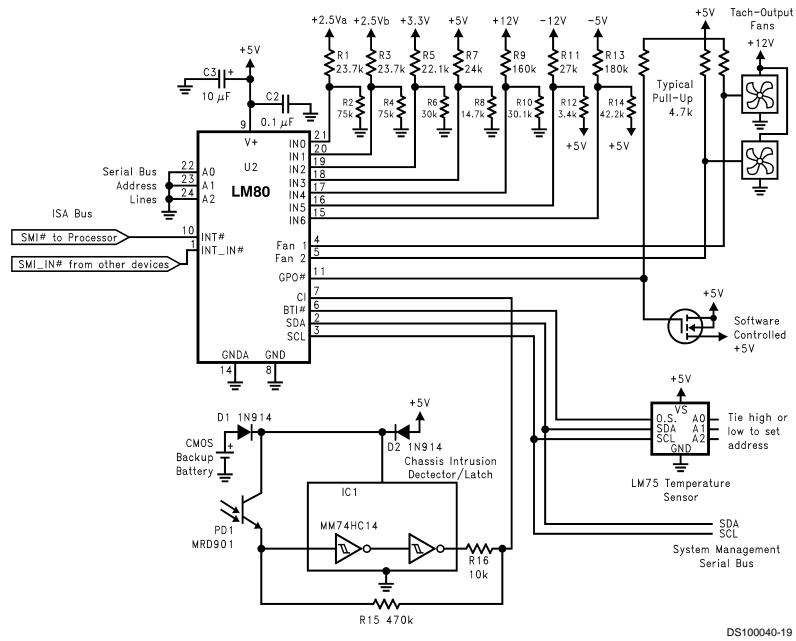 +2.5Va +2.5Vb +3.3V +5V +12V -12V -5V +5V Tach-Output
Fans
+12V
+5V
C3 +
10 µF
C2
0.1 µF
R1 23.7k
R3 23.7k
R5 22.1k
R7 24k
R9 160k
R11 27k
R13 180k
R2 75k
R4 75k
R6 30k
R8 14.7k
R10 30.1k
R12 3.4k
R14 42.2k
+5V +5V
Typical
Pull-Up
4.7k
9
V+
U2
LM80
Serial Bus
Address
Lines
22 A0
23 A1
24 A2
ISA Bus
SMI# to Processor
10 INT#
1 INT_IN#
SMI_IN# from other devices
IN0 21
IN1 20
IN2 19
IN3 18
IN4 17
IN5 16
IN6 15
Fan 1 4
Fan 2 5
GPO# 11
CI 7
BTI# 6
SDA 2
SCL 3
GNDA GND
14 8
+5V
Software
Controlled
+5V
+5V
VS
O.S. A0
SDA A1
SCL A2
GND
Tie high or
low to set
address
LM75 Temperature
Sensor
D1 1N914
+5V
D2 1N914
CMOS
Backup
Battery
+
Chassis Intrusion
Dectector/Latch
IC1
MM74HC14
PD1
MRD901
R16
10k
R15 470k
SDA
SCL
System Management
Serial Bus
DS100040-19